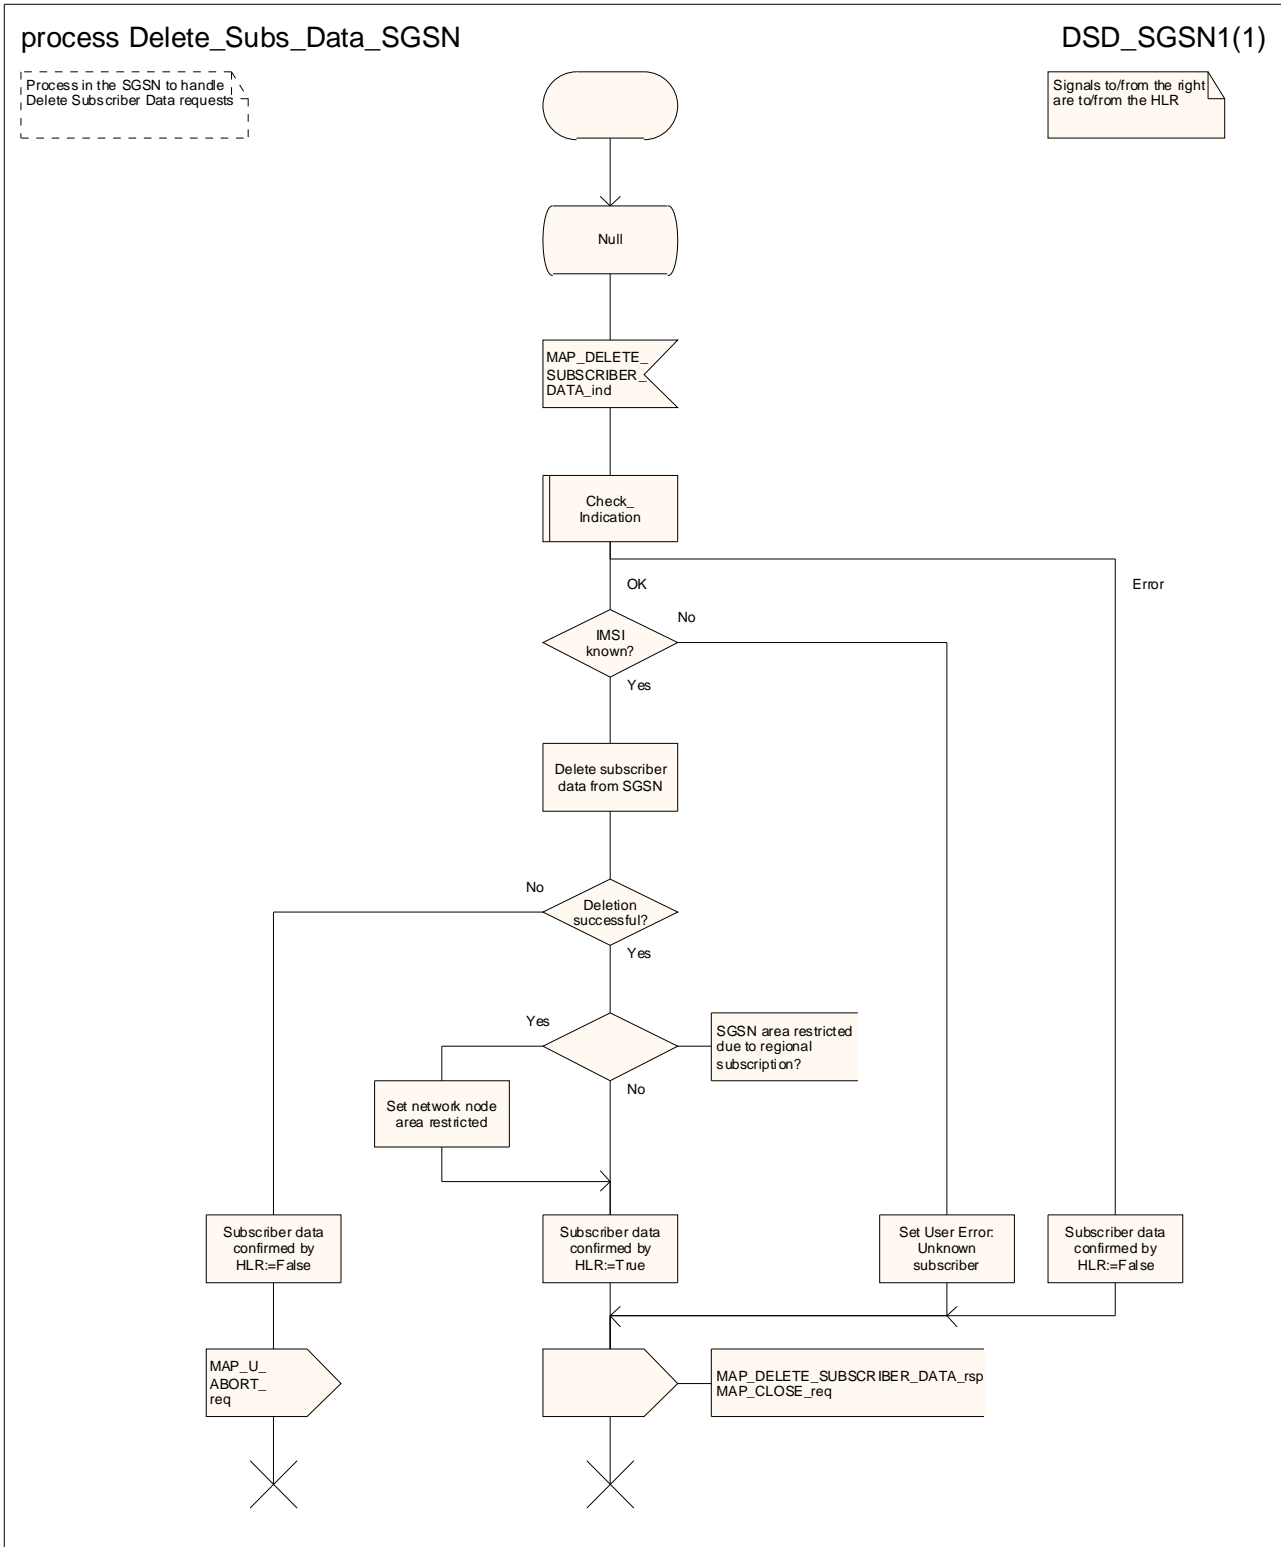 process Delete_Subs_Data_SGSN
DSD_SGSN1(1)
Process in the SGSN to handle
Delete Subscriber Data requests
Signals to/from the right
are to/from the HLR
Null
MAP_DELETE_
SUBSCRIBER_
DATA_ind
Check_
Indication
OK
Error
IMSI
known?
No
Yes
Delete subscriber
data from SGSN
No
Deletion
successful?
Yes
Yes
SGSN area restricted
due to regional
subscription?
No
Set network node
area restricted
Subscriber data
confirmed by
HLR:=False
Subscriber data
confirmed by
HLR:=True
Set User Error:
Unknown
subscriber
Subscriber data
confirmed by
HLR:=False
MAP_U_
ABORT_
req
MAP_DELETE_SUBSCRIBER_DATA_rsp
MAP_CLOSE_req